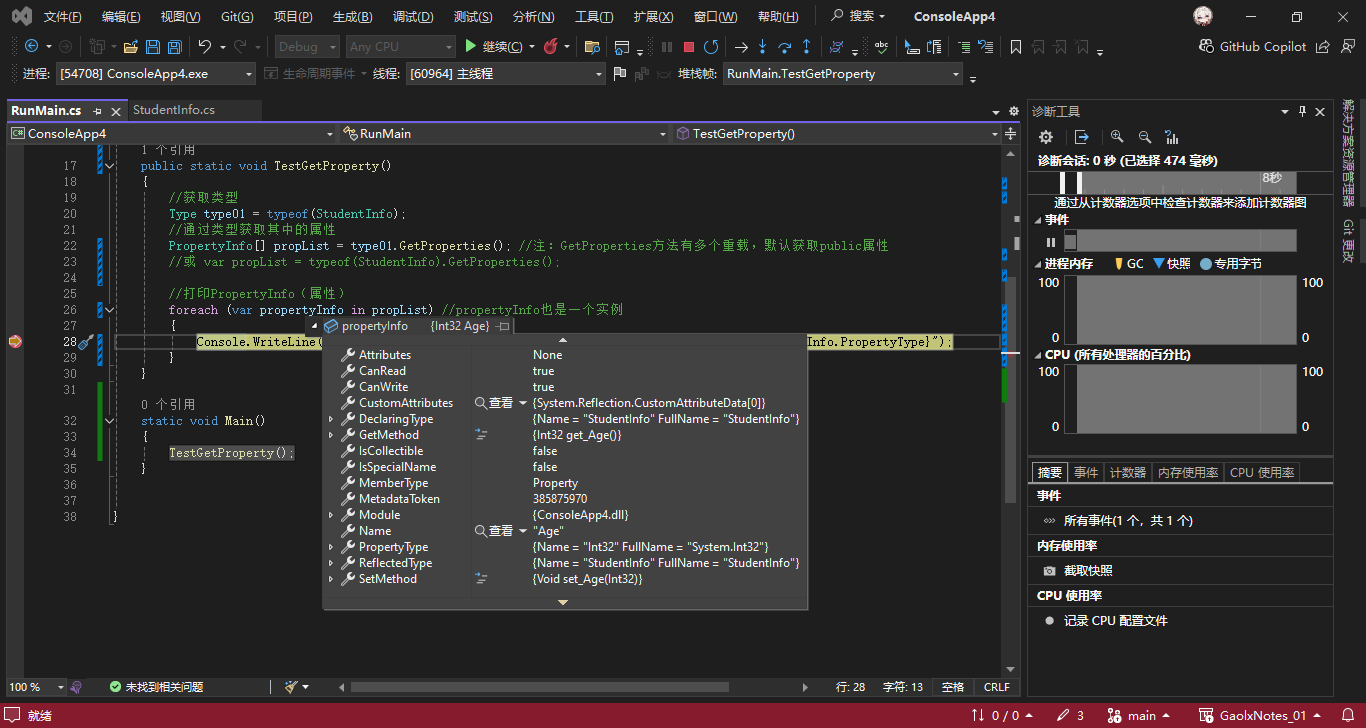 文件(F) 编辑(E) 视图(V) Git(G) 项目(P) 生成(B) 调试(D) 测试(S) 分析(N) 工具(T) 扩展(X) 窗口(W) 帮助(H) 搜索 ConsoleApp4
Debug Any CPU 继续(C) GitHub Copilot
进程: [54708] ConsoleApp4.exe 生命周期事件 线程: [60964] 主线程 堆栈帧: RunMain.TestGetProperty
RunMain.cs StudentInfo.cs
ConsoleApp4 RunMain TestGetProperty()
1 个引用
17 public static void TestGetProperty()
18 {
19 //获取类型
20 Type type01 = typeof(StudentInfo);
21 //通过类型获取其中的属性
22 PropertyInfo[] propList = type01.GetProperties(); //注：GetProperties方法有多个重载，默认获取public属性
23 //或 var propList = typeof(StudentInfo).GetProperties();
24
25 //打印PropertyInfo（属性）
26 foreach (var propertyInfo in propList) //propertyInfo也是一个实例
27 {
propertyInfo {Int32 Age}
28 Console.WriteLine( Info.PropertyType}");
29 }
30 }
31
0 个引用
32 static void Main()
33 {
34 TestGetProperty();
35 }
36
37
38 }
Attributes None
CanRead true
CanWrite true
CustomAttributes 查看 {System.Reflection.CustomAttributeData[0]}
DeclaringType {Name = "StudentInfo" FullName = "StudentInfo"}
GetMethod {Int32 get_Age()}
IsCollectible false
IsSpecialName false
MemberType Property
MetadataToken 385875970
Module {ConsoleApp4.dll}
Name 查看 "Age"
PropertyType {Name = "Int32" FullName = "System.Int32"}
ReflectedType {Name = "StudentInfo" FullName = "StudentInfo"}
SetMethod {Void set_Age(Int32)}
100 % 未找到相关问题 行: 28 字符: 13 空格 CRLF
诊断工具
诊断会话: 0 秒 (已选择 474 毫秒)
8秒
通过从计数器选项中检查计数器来添加计数器图
事件
进程内存 GC 快照 专用字节
100 100
0 0
CPU (所有处理器的百分比)
100 100
0 0
摘要 事件 计数器 内存使用率 CPU 使用率
事件
所有事件(1 个，共 1 个)
内存使用率
截取快照
CPU 使用率
记录 CPU 配置文件
解决方案资源管理器
Git 更改
就绪 0 / 0 3 main GaolxNotes_01